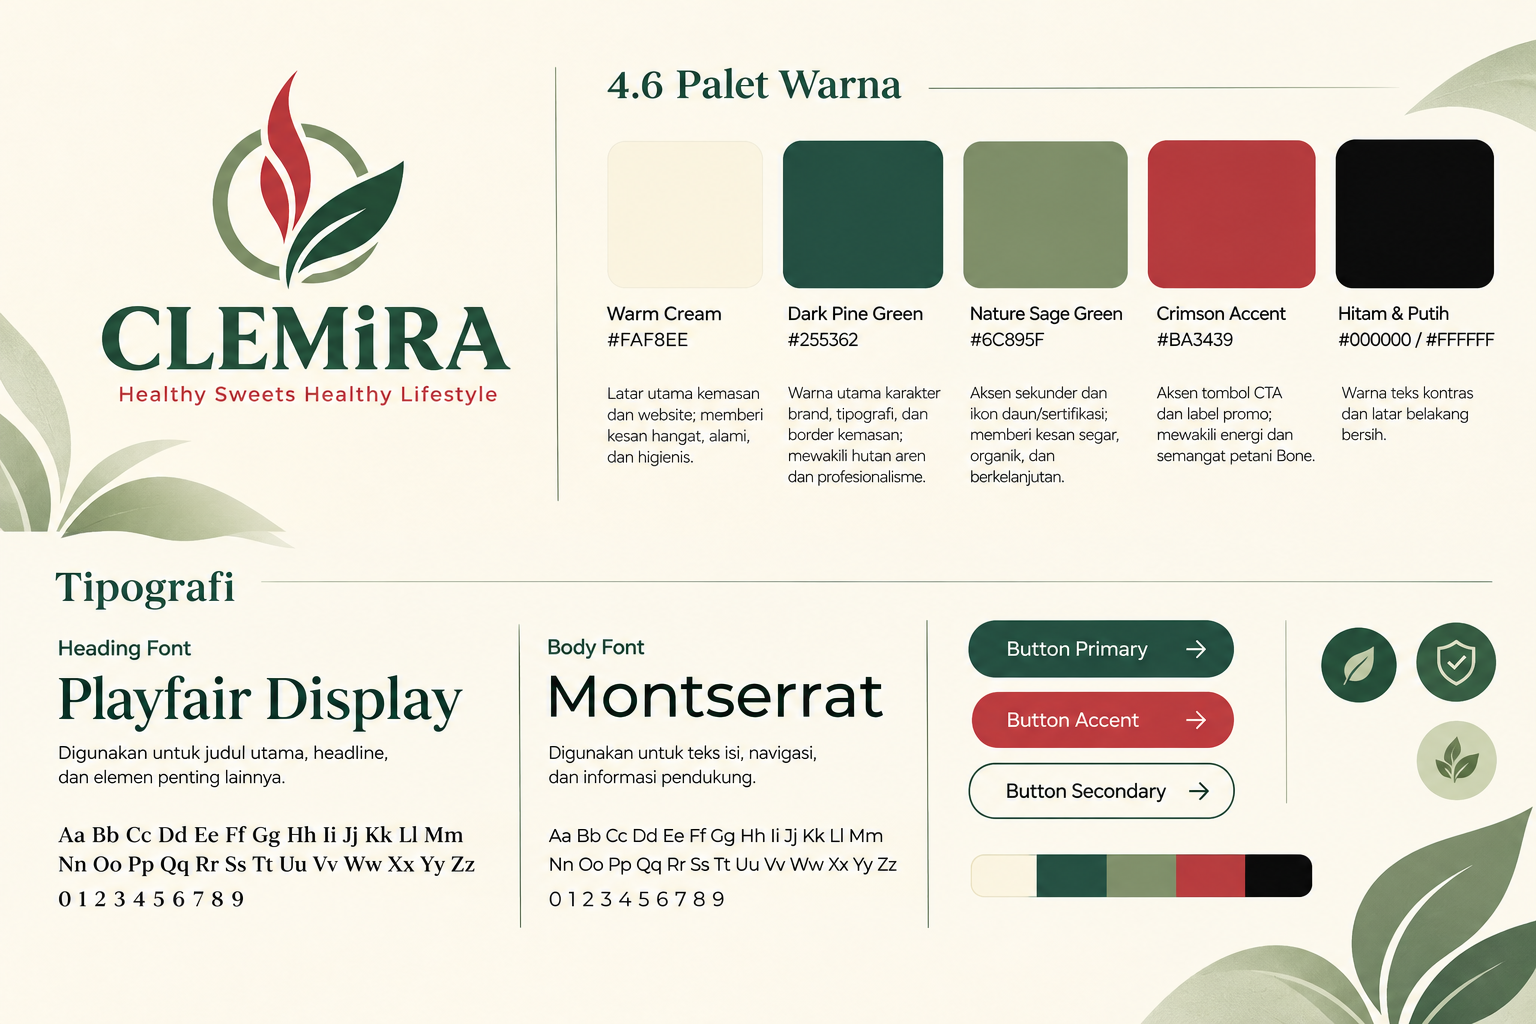 CLEMiRA
Healthy Sweets Healthy Lifestyle
4.6 Palet Warna
Warm Cream
#FAF8EE
Latar utama kemasan
dan website; memberi
kesan hangat, alami,
dan higienis.
Dark Pine Green
#255362
Warna utama karakter
brand, tipografi, dan
border kemasan;
mewakili hutan aren
dan profesionalisme.
Nature Sage Green
#6C895F
Aksen sekunder dan
ikon daun/sertifikasi;
memberi kesan segar,
organik, dan
berkelanjutan.
Crimson Accent
#BA3439
Aksen tombol CTA
dan label promo;
mewakili energi dan
semangat petani Bone.
Hitam & Putih
#000000 / #FFFFFF
Warna teks kontras
dan latar belakang
bersih.
Tipografi
Heading Font
Playfair Display
Digunakan untuk judul utama, headline,
dan elemen penting lainnya.
Aa Bb Cc Dd Ee Ff Gg Hh Ii Jj Kk Ll Mm
Nn Oo Pp Qq Rr Ss Tt Uu Vv Ww Xx Yy Zz
0 1 2 3 4 5 6 7 8 9
Body Font
Montserrat
Digunakan untuk teks isi, navigasi,
dan informasi pendukung.
Aa Bb Cc Dd Ee Ff Gg Hh Ii Jj Kk Ll Mm
Nn Oo Pp Qq Rr Ss Tt Uu Vv Ww Xx Yy Zz
0 1 2 3 4 5 6 7 8 9
Button Primary →
Button Accent →
Button Secondary →